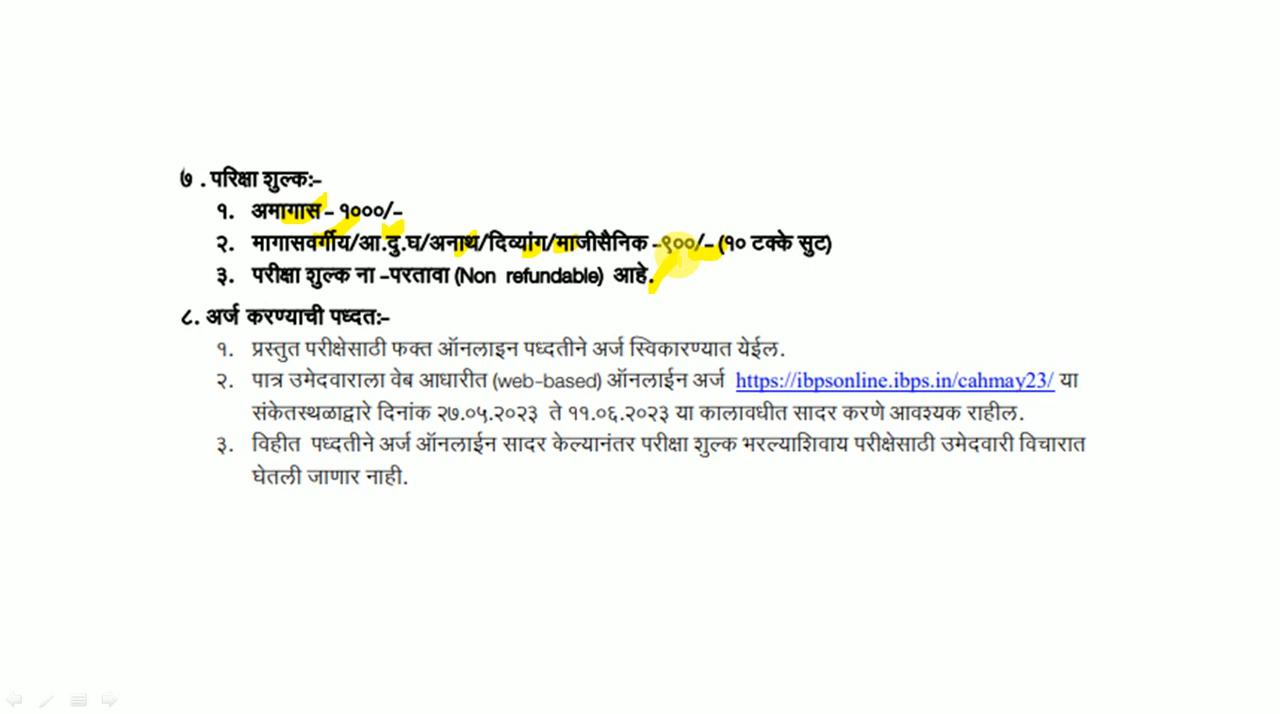 ७ . परिक्षा शुल्क:-
१. अमागास - १०००/-
२. मागासवर्गीय/आ.दु.घ/अनाथ/दिव्यांग/माजीसैनिक -९००/- (१० टक्के सुट)
३. परीक्षा शुल्क ना -परतावा (Non refundable) आहे.
८. अर्ज करण्याची पध्दत:-
१. प्रस्तुत परीक्षेसाठी फक्त ऑनलाइन पध्दतीने अर्ज स्विकारण्यात येईल.
२. पात्र उमेदवाराला वेब आधारीत (web-based) ऑनलाईन अर्ज https://ibpsonline.ibps.in/cahmay23/ या
संकेतस्थळाद्वारे दिनांक २७.०५.२०२३ ते ११.०६.२०२३ या कालावधीत सादर करणे आवश्यक राहील.
३. विहीत पध्दतीने अर्ज ऑनलाईन सादर केल्यानंतर परीक्षा शुल्क भरल्याशिवाय परीक्षेसाठी उमेदवारी विचारात
घेतली जाणार नाही.